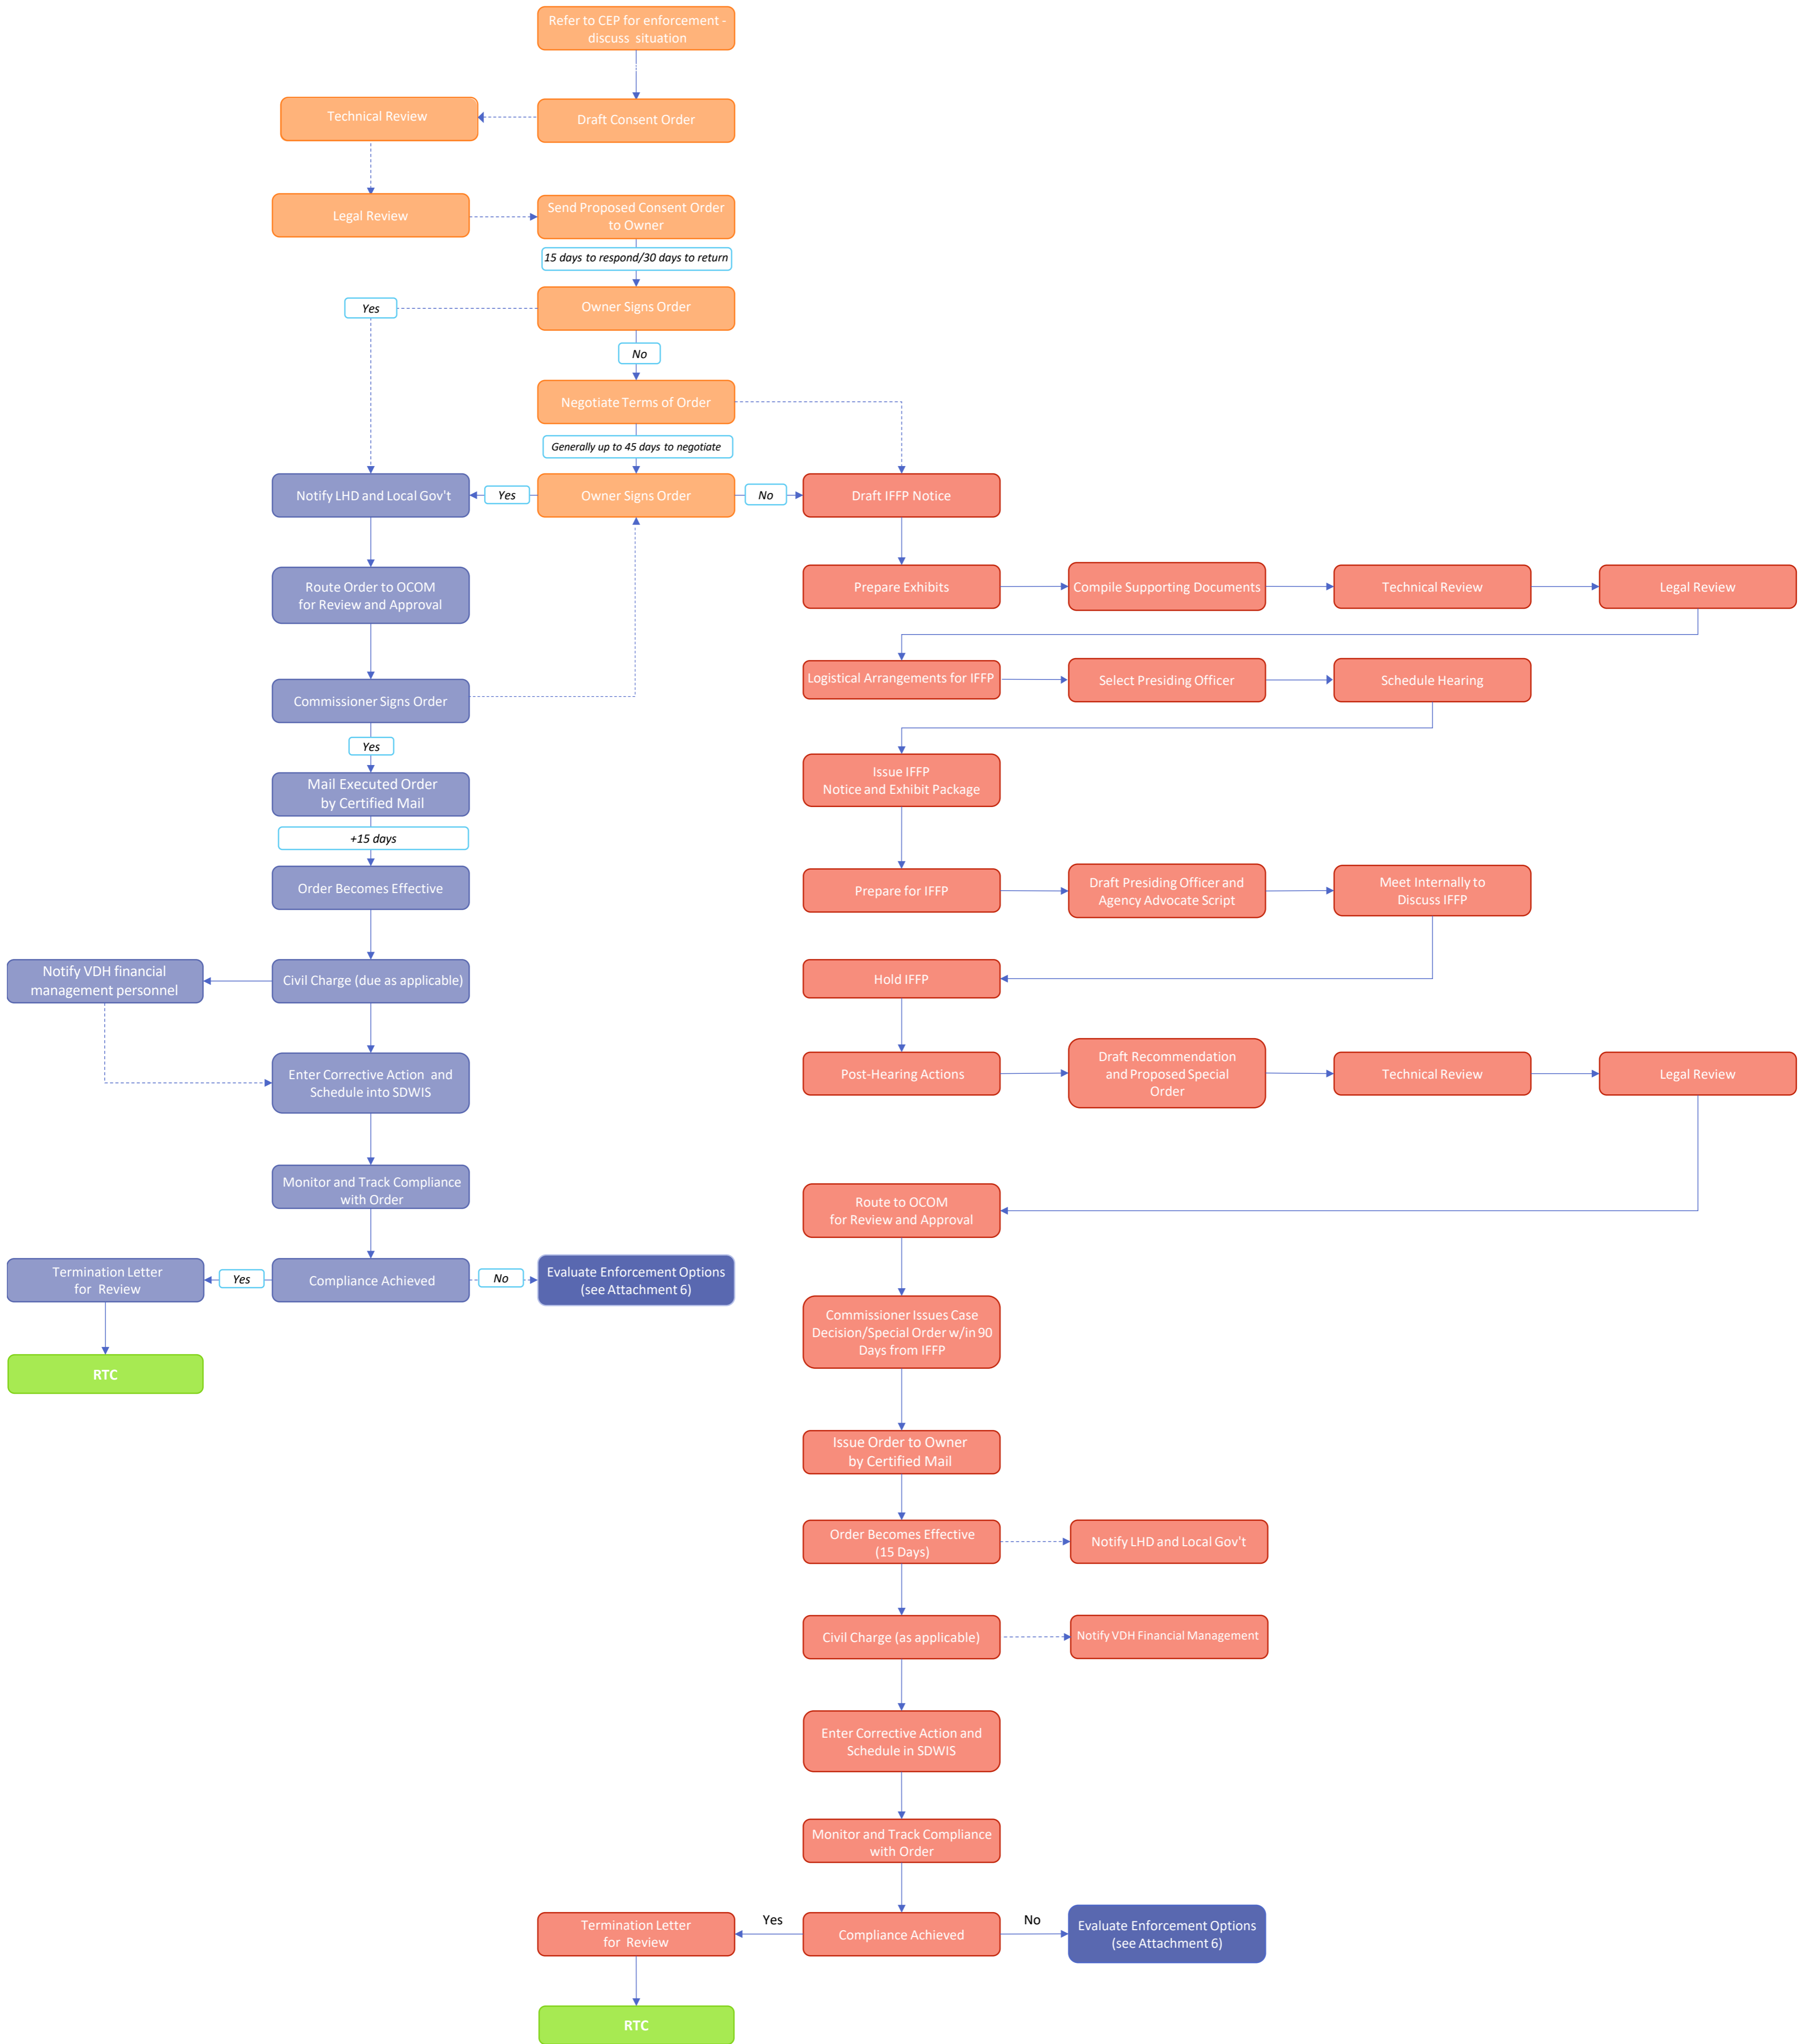 Refer to CEP for enforcement -
discuss situation
Technical Review
Draft Consent Order
Legal Review
Send Proposed Consent Order
to Owner
15 days to respond/30 days to return
Yes
Owner Signs Order
No
Negotiate Terms of Order
Generally up to 45 days to negotiate
Notify LHD and Local Gov't
Yes
Owner Signs Order
No
Draft IFFP Notice
Route Order to OCOM
for Review and Approval
Prepare Exhibits
Compile Supporting Documents
Technical Review
Legal Review
Commissioner Signs Order
Logistical Arrangements for IFFP
Select Presiding Officer
Schedule Hearing
Yes
Mail Executed Order
by Certified Mail
Issue IFFP
Notice and Exhibit Package
+15 days
Order Becomes Effective
Prepare for IFFP
Draft Presiding Officer and
Agency Advocate Script
Meet Internally to
Discuss IFFP
Notify VDH financial
management personnel
Civil Charge (due as applicable)
Hold IFFP
Enter Corrective Action and
Schedule into SDWIS
Post-Hearing Actions
Draft Recommendation
and Proposed Special
Order
Technical Review
Legal Review
Monitor and Track Compliance
with Order
Route to OCOM
for Review and Approval
Termination Letter
for Review
Yes
Compliance Achieved
No
Evaluate Enforcement Options
(see Attachment 6)
Commissioner Issues Case
Decision/Special Order w/in 90
Days from IFFP
RTC
Issue Order to Owner
by Certified Mail
Order Becomes Effective
(15 Days)
Notify LHD and Local Gov't
Civil Charge (as applicable)
Notify VDH Financial Management
Enter Corrective Action and
Schedule in SDWIS
Monitor and Track Compliance
with Order
Termination Letter
for Review
Yes
Compliance Achieved
No
Evaluate Enforcement Options
(see Attachment 6)
RTC